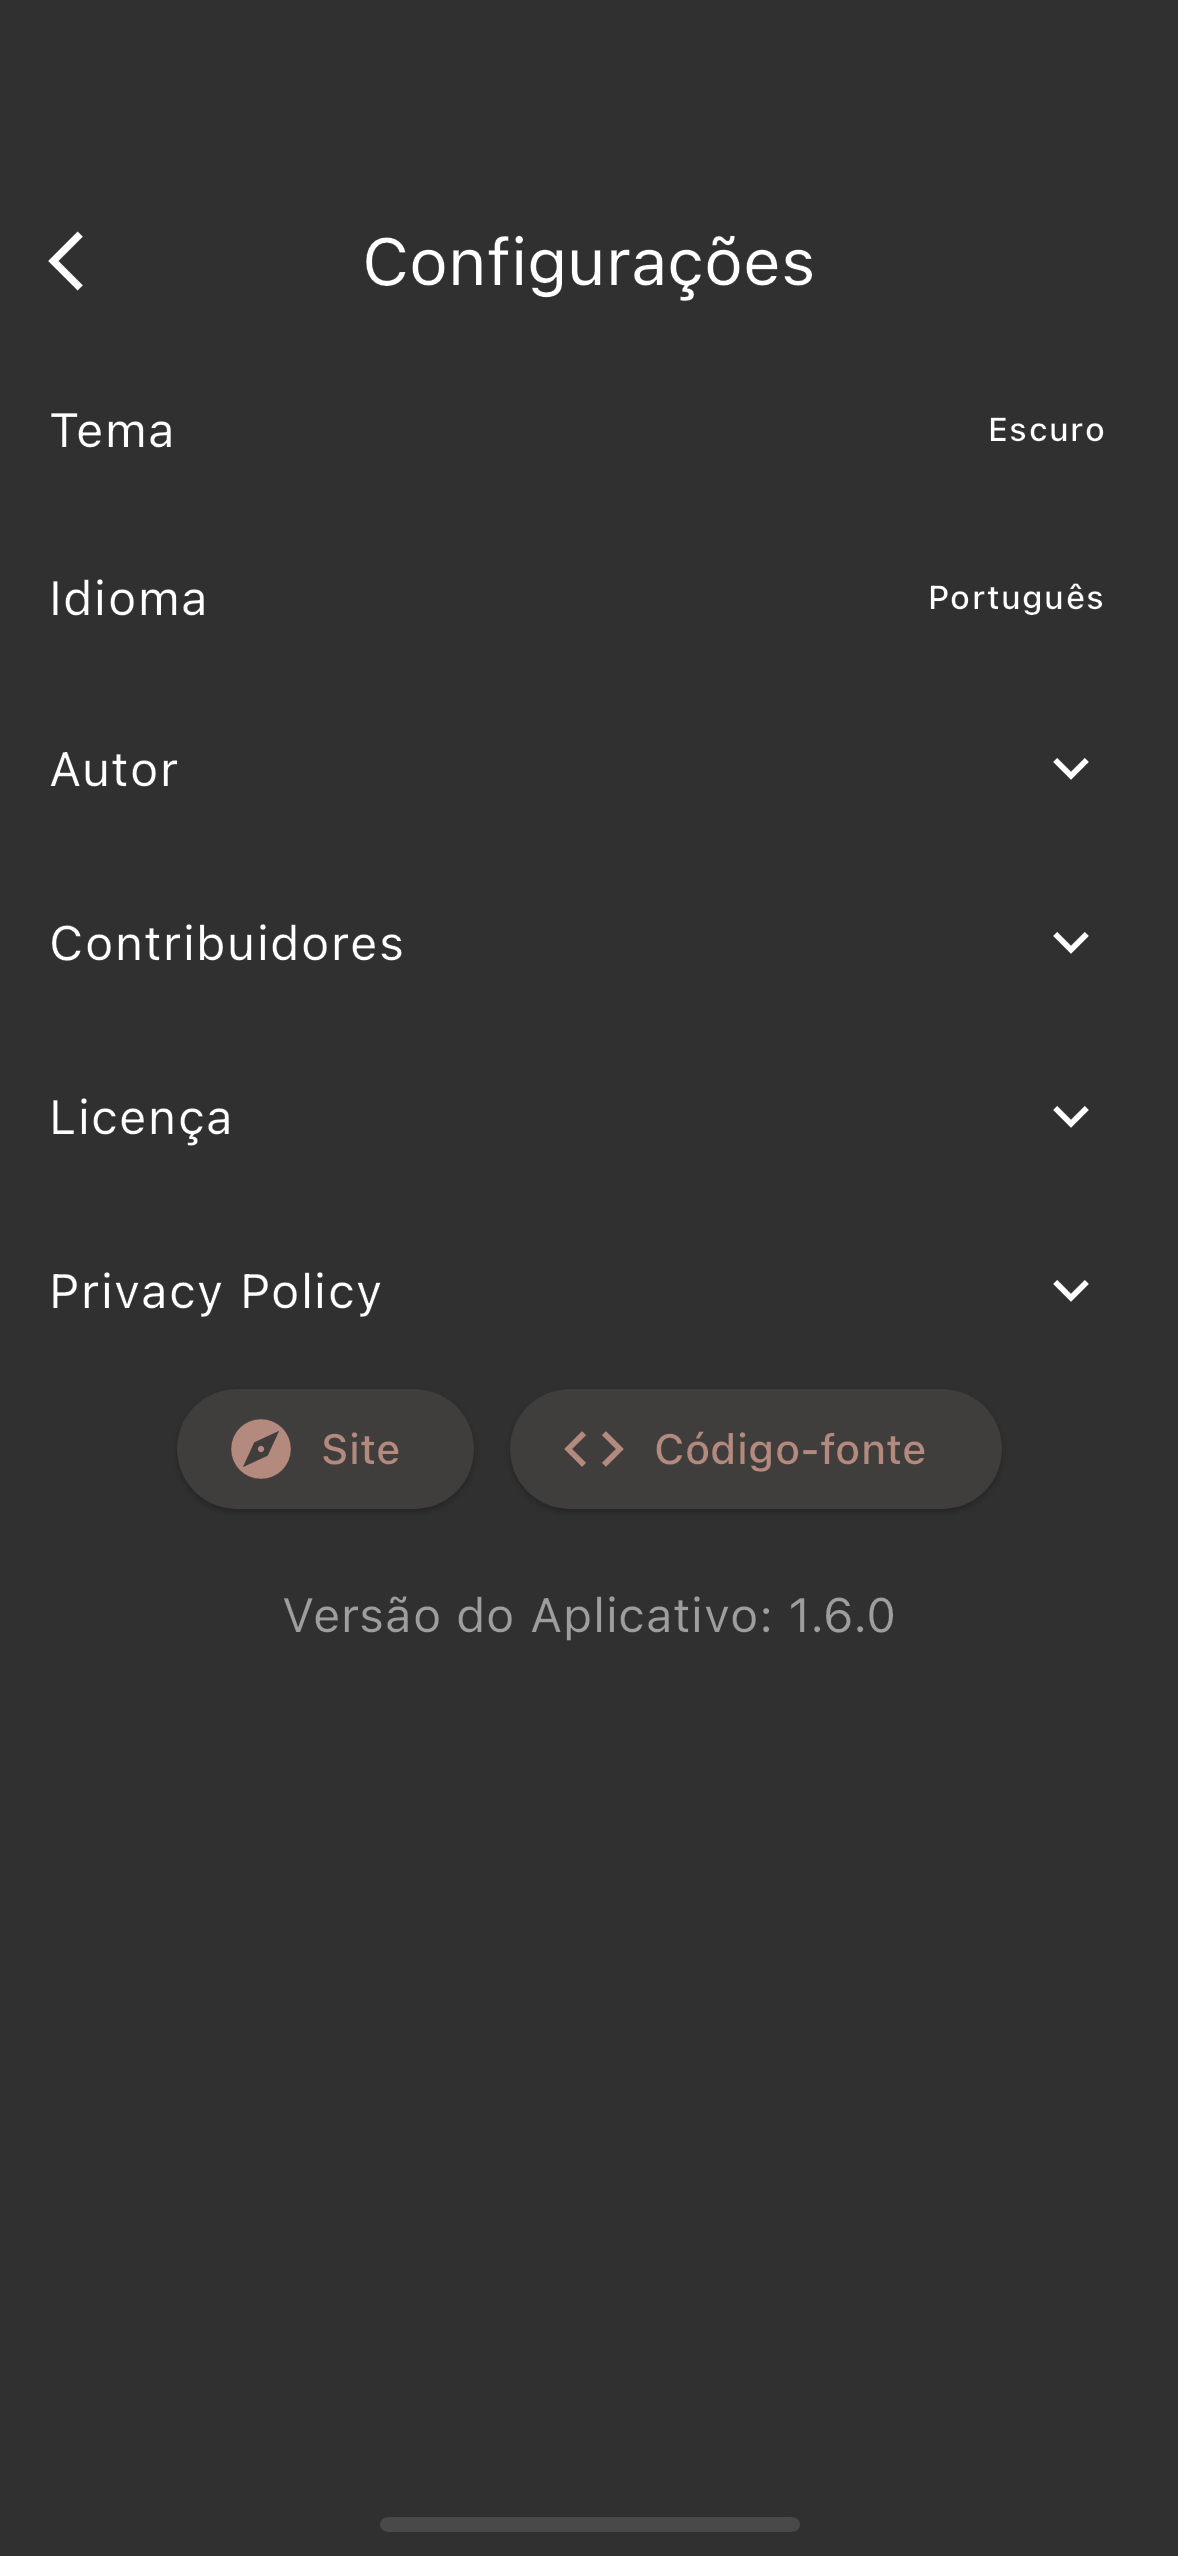 Configurações
Tema
Escuro
Idioma
Português
Autor
Contribuidores
Licença
Privacy Policy
Site
Código-fonte
Versão do Aplicativo: 1.6.0